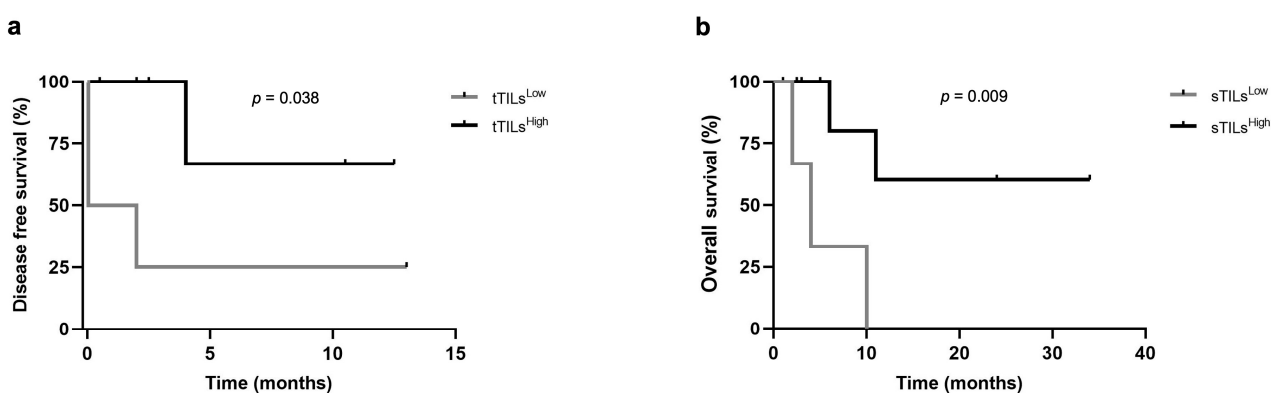 a
Disease free survival (%)
100
75
50
25
0
0 5 10 15
Time (months)
p = 0.038
tTILsLow
tTILsHigh
b
Overall survival (%)
100
75
50
25
0
0 10 20 30 40
Time (months)
p = 0.009
sTILsLow
sTILsHigh